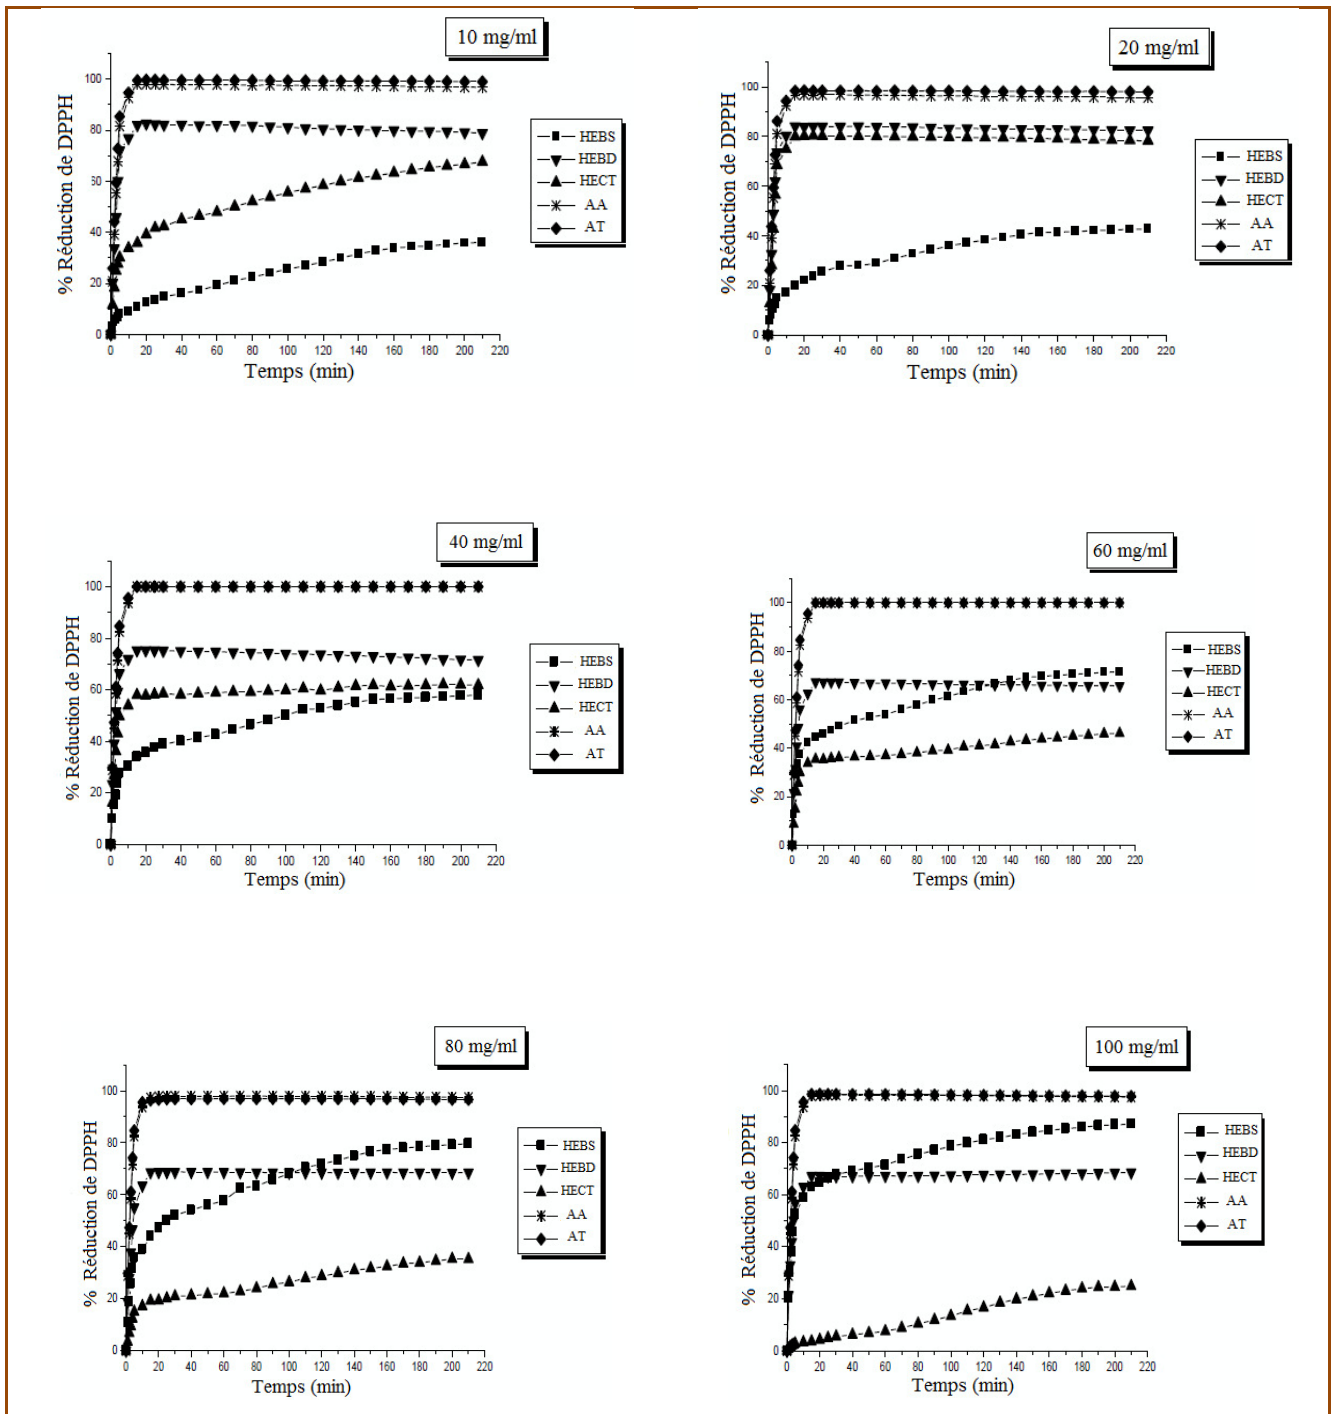 10 mg/ml
% Réduction de DPPH
100
80
60
40
20
0
0 20 40 60 80 100 120 140 160 180 200 220
Temps (min)
HEBS
HEBD
HECT
AA
AT
20 mg/ml
% Réduction de DPPH
100
80
60
40
20
0
0 20 40 60 80 100 120 140 160 180 200 220
Temps (min)
HEBS
HEBD
HECT
AA
AT
40 mg/ml
% Réduction de DPPH
100
80
60
40
20
0
0 20 40 60 80 100 120 140 160 180 200 220
Temps (min)
HEBS
HEBD
HECT
AA
AT
60 mg/ml
% Réduction de DPPH
100
80
60
40
20
0
0 20 40 60 80 100 120 140 160 180 200 220
Temps (min)
HEBS
HEBD
HECT
AA
AT
80 mg/ml
% Réduction de DPPH
100
80
60
40
20
0
0 20 40 60 80 100 120 140 160 180 200 220
Temps (min)
HEBS
HEBD
HECT
AA
AT
100 mg/ml
% Réduction de DPPH
100
80
60
40
20
0
0 20 40 60 80 100 120 140 160 180 200 220
Temps (min)
HEBS
HEBD
HECT
AA
AT